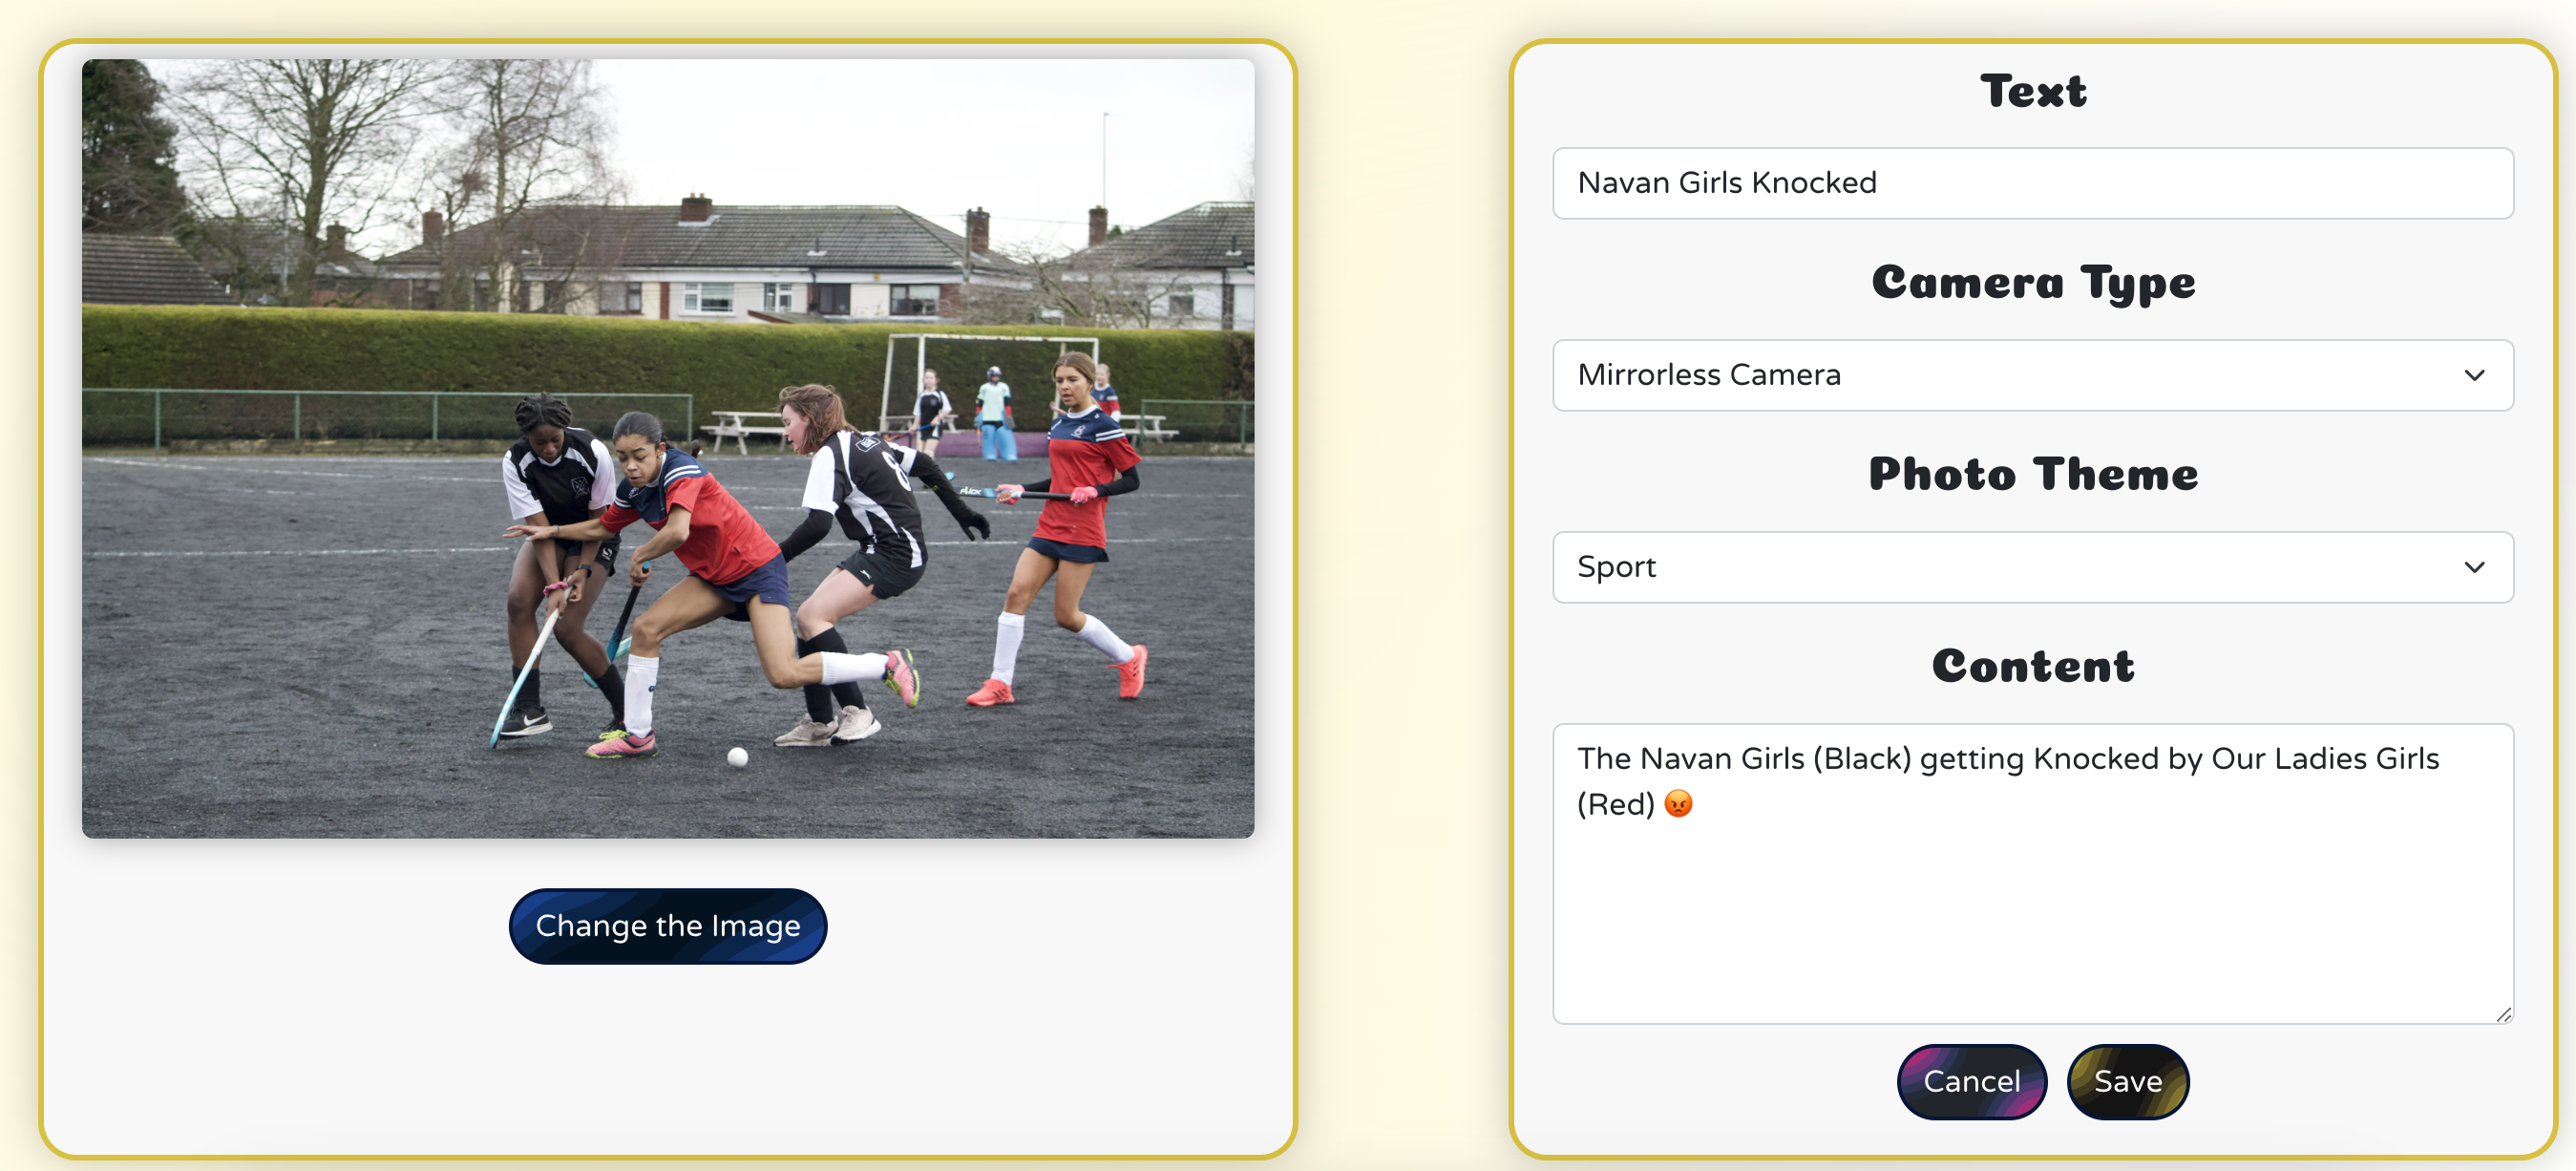 Text
Navan Girls Knocked
Camera Type
Mirrorless Camera
Photo Theme
Sport
Content
The Navan Girls (Black) getting Knocked by Our Ladies Girls
(Red) 😡
Change the Image
Cancel
Save
8